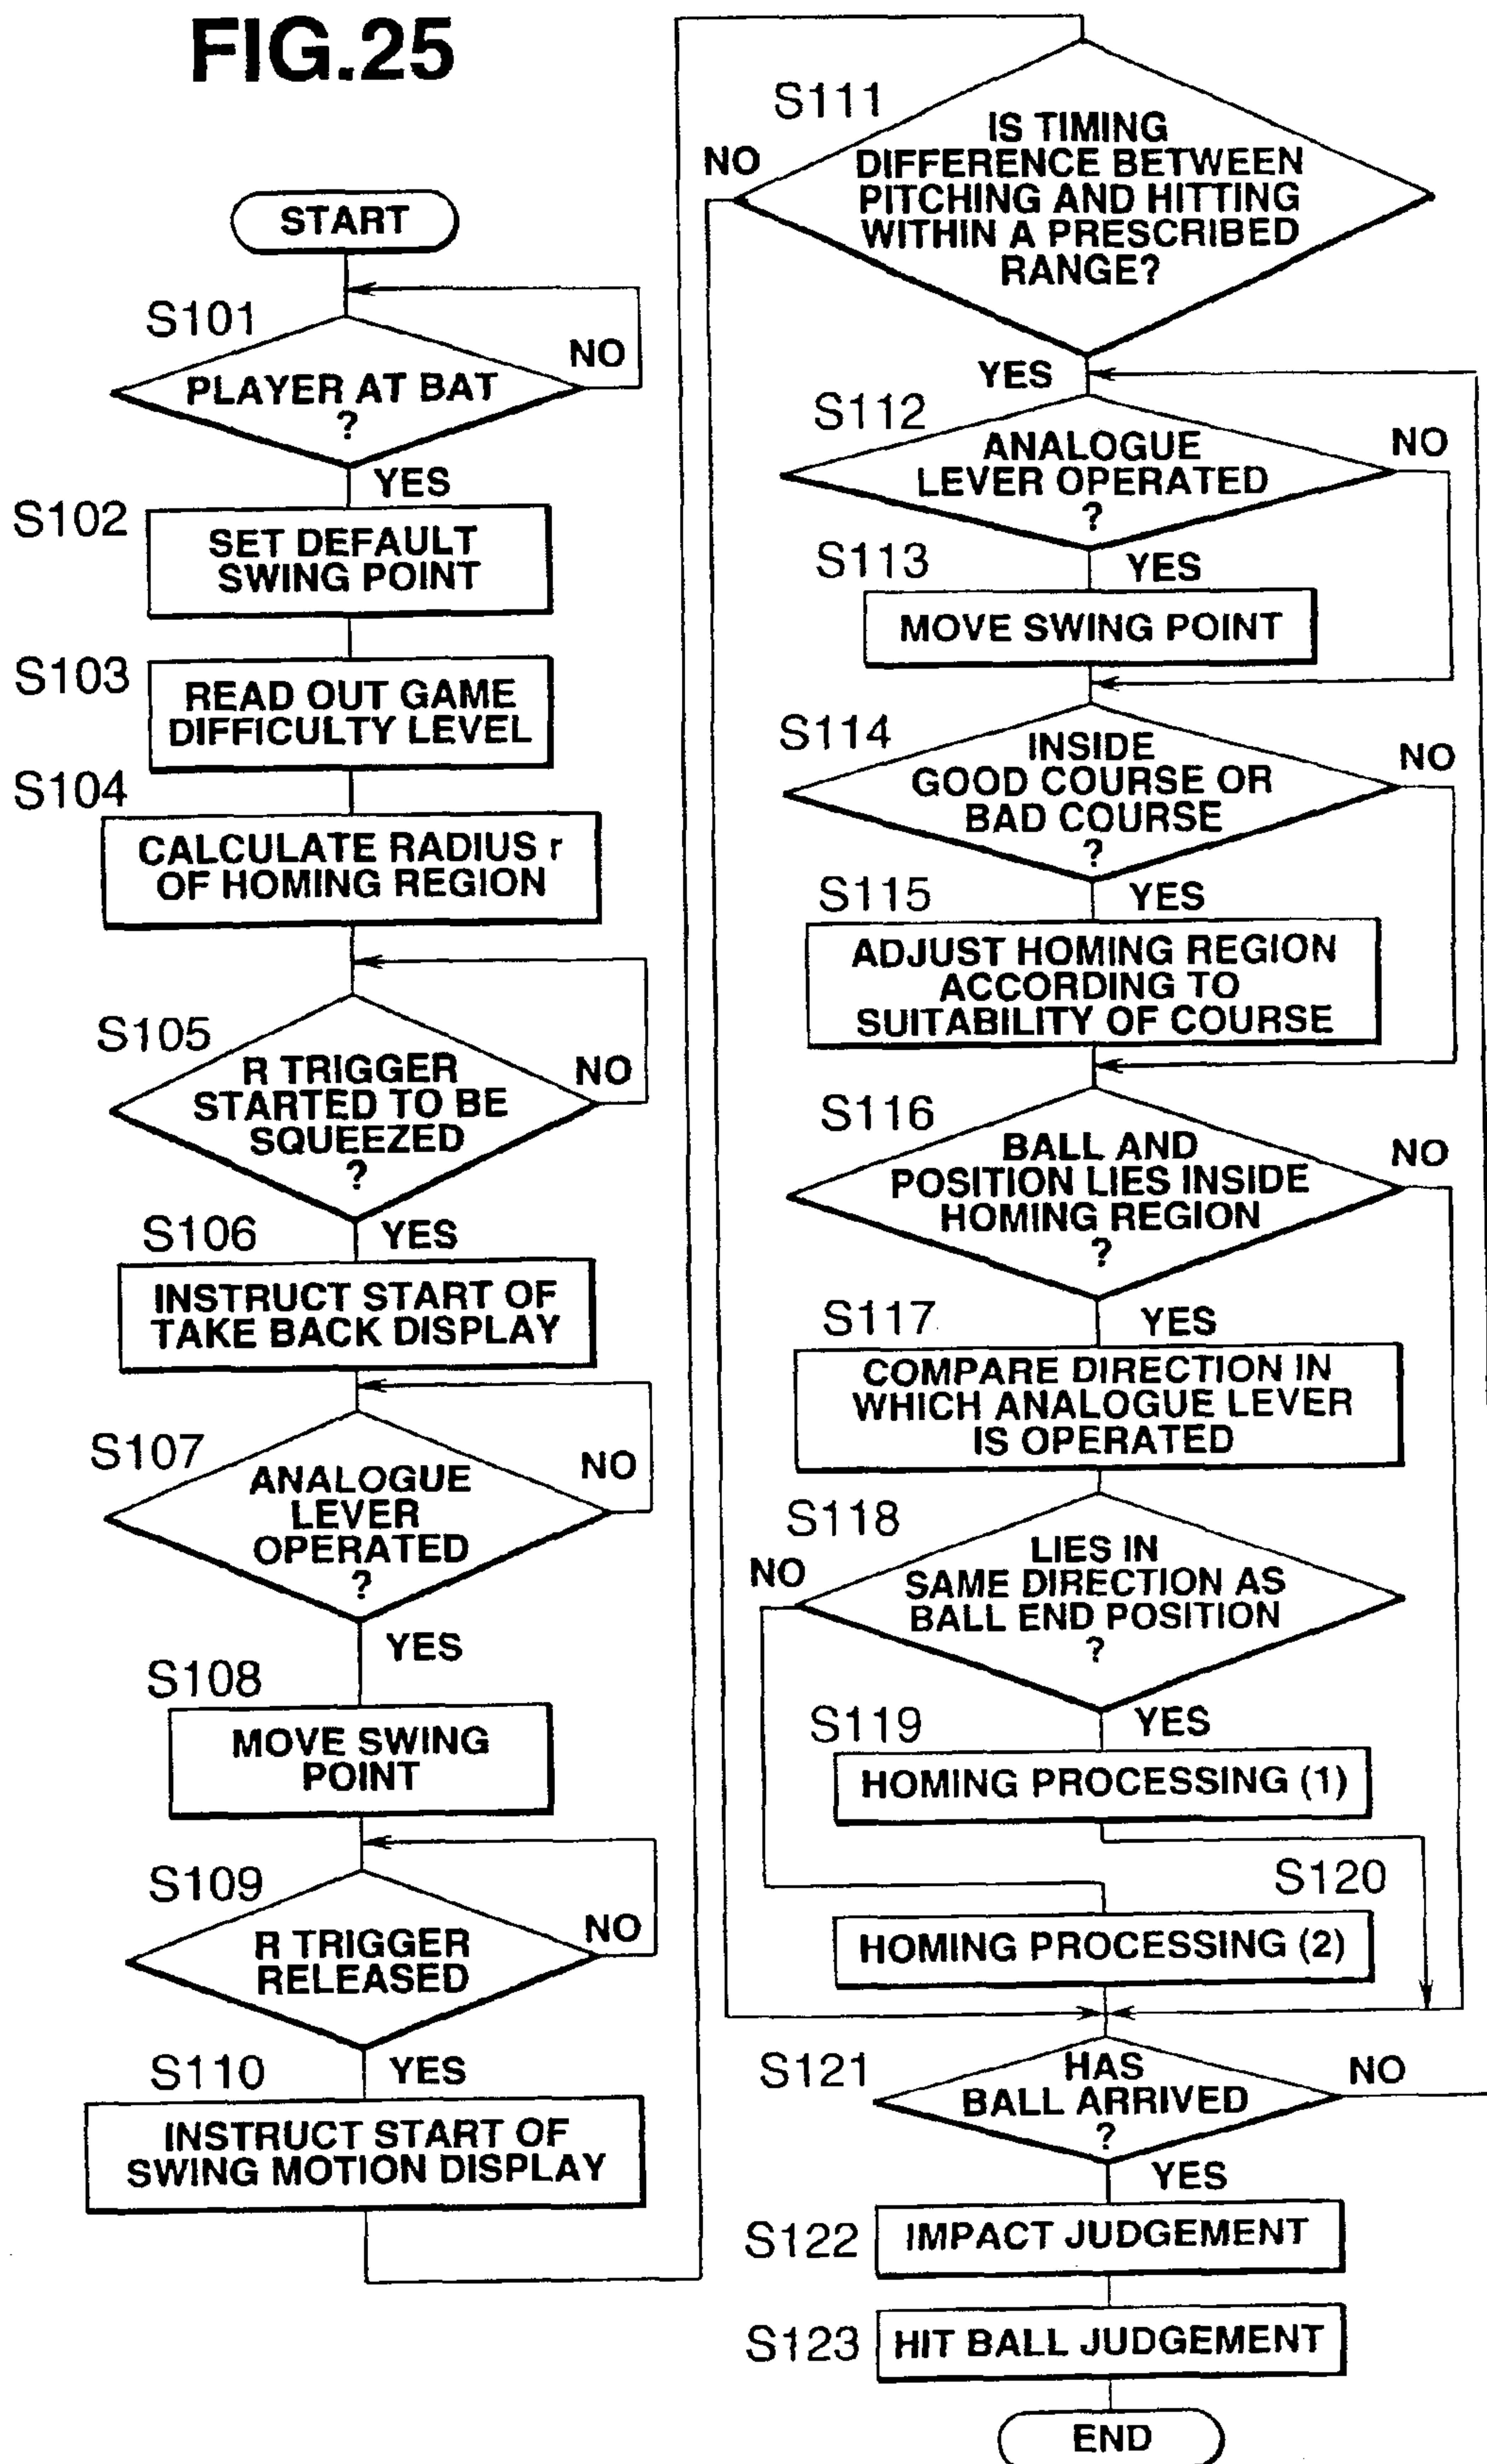 FIG.25
START
S101
NO
PLAYER AT BAT
?
YES
S102
SET DEFAULT
SWING POINT
S103
READ OUT GAME
DIFFICULTY LEVEL
S104
CALCULATE RADIUS r
OF HOMING REGION
S105
R TRIGGER
STARTED TO BE
SQUEEZED
?
NO
YES
S106
INSTRUCT START OF
TAKE BACK DISPLAY
S107
ANALOGUE
LEVER
OPERATED
?
NO
YES
S108
MOVE SWING
POINT
S109
R TRIGGER
RELEASED
NO
YES
S110
INSTRUCT START OF
SWING MOTION DISPLAY
S111
NO
IS TIMING
DIFFERENCE BETWEEN
PITCHING AND HITTING
WITHIN A PRESCRIBED
RANGE?
YES
S112
ANALOGUE
LEVER OPERATED
?
NO
YES
S113
MOVE SWING POINT
S114
INSIDE
GOOD COURSE OR
BAD COURSE
?
NO
YES
S115
ADJUST HOMING REGION
ACCORDING TO
SUITABILITY OF COURSE
S116
BALL AND
POSITION LIES INSIDE
HOMING REGION
?
NO
YES
S117
COMPARE DIRECTION IN
WHICH ANALOGUE LEVER
IS OPERATED
S118
NO
LIES IN
SAME DIRECTION AS
BALL END POSITION
?
YES
S119
HOMING PROCESSING (1)
S120
HOMING PROCESSING (2)
S121
HAS
BALL ARRIVED
?
NO
YES
S122
IMPACT JUDGEMENT
S123
HIT BALL JUDGEMENT
END